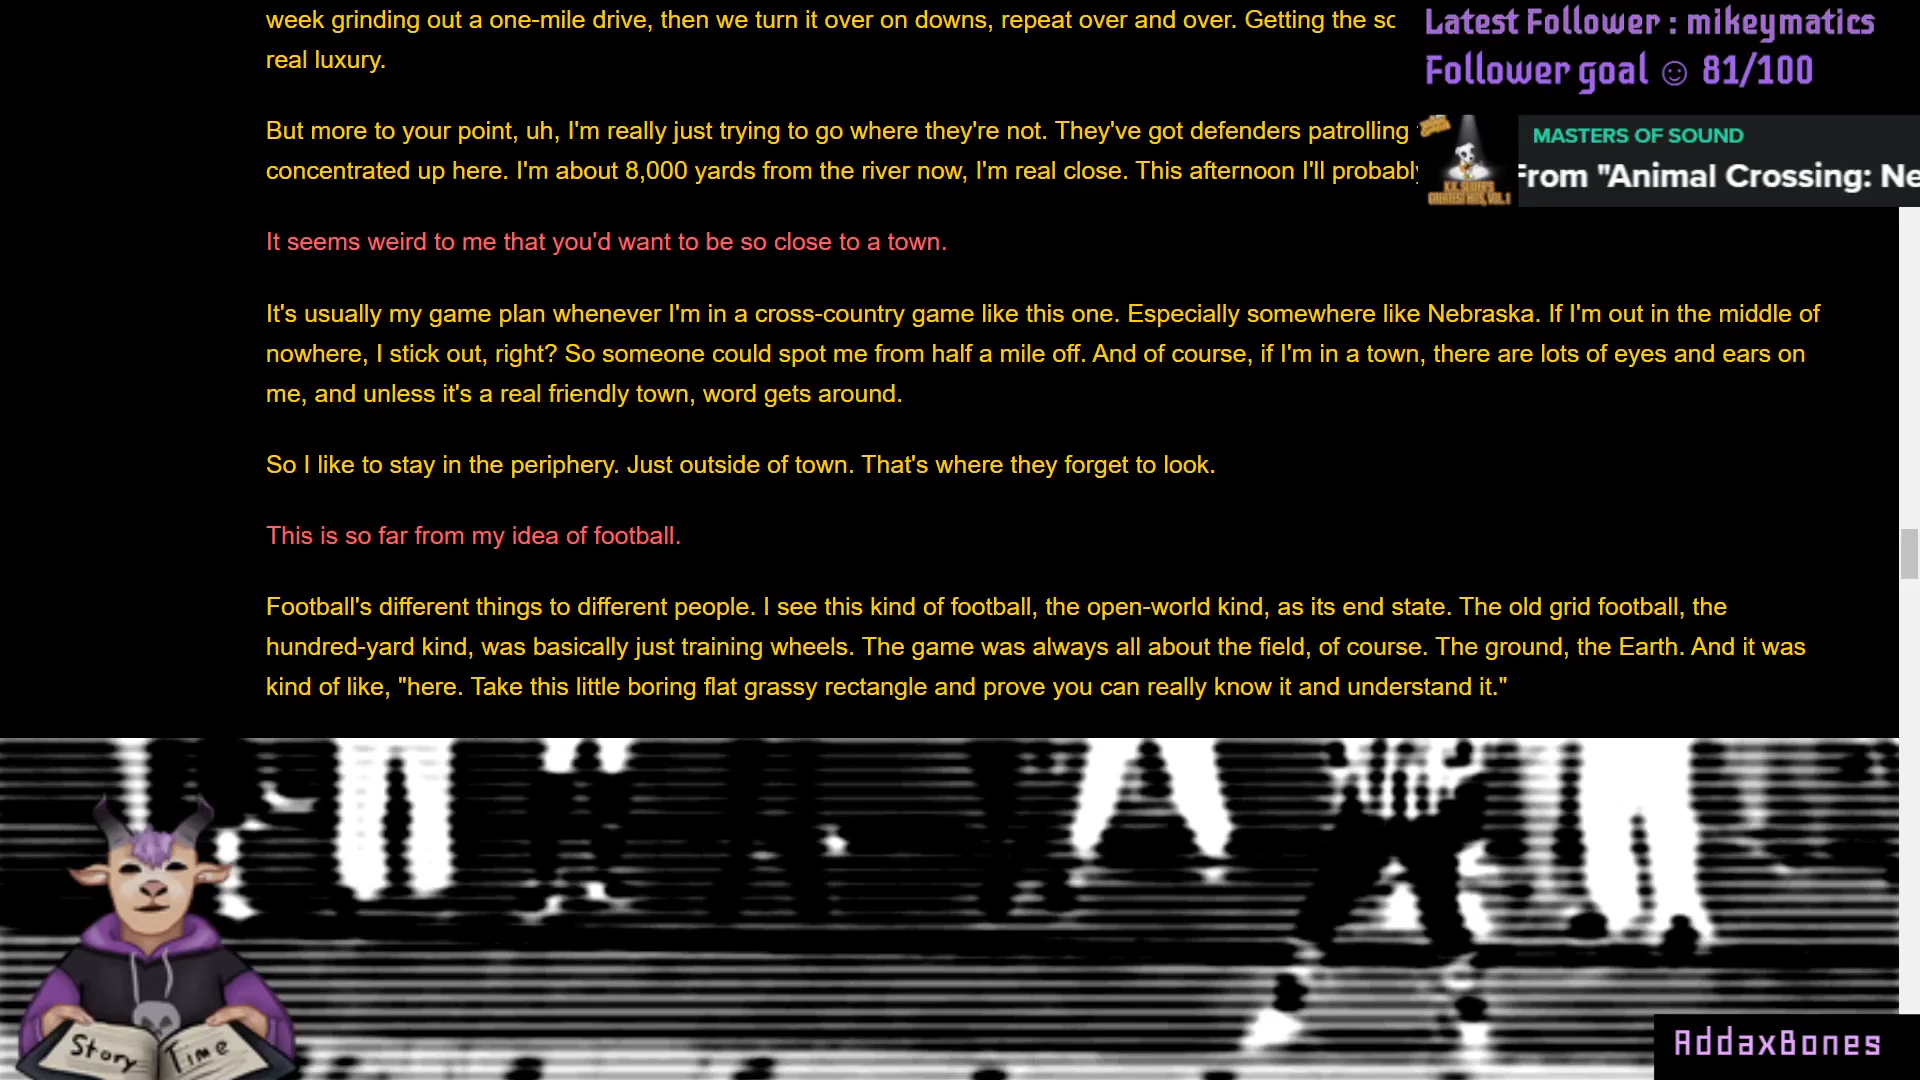 week grinding out a one-mile drive, then we turn it over on downs, repeat over and over. Getting the sc
real luxury.
But more to your point, uh, I'm really just trying to go where they're not. They've got defenders patrolling
concentrated up here. I'm about 8,000 yards from the river now, I'm real close. This afternoon I'll probably
It seems weird to me that you'd want to be so close to a town.
It's usually my game plan whenever I'm in a cross-country game like this one. Especially somewhere like Nebraska. If I'm out in the middle of
nowhere, I stick out, right? So someone could spot me from half a mile off. And of course, if I'm in a town, there are lots of eyes and ears on
me, and unless it's a real friendly town, word gets around.
So I like to stay in the periphery. Just outside of town. That's where they forget to look.
This is so far from my idea of football.
Football's different things to different people. I see this kind of football, the open-world kind, as its end state. The old grid football, the
hundred-yard kind, was basically just training wheels. The game was always all about the field, of course. The ground, the Earth. And it was
kind of like, "here. Take this little boring flat grassy rectangle and prove you can really know it and understand it."
Latest Follower : mikeymatics
Follower goal ☺ 81/100
MASTERS OF SOUND
From "Animal Crossing: Ne
K.K. SLIDER'S
GREATEST HITS, VOL. 1
Story Time
AddaxBones